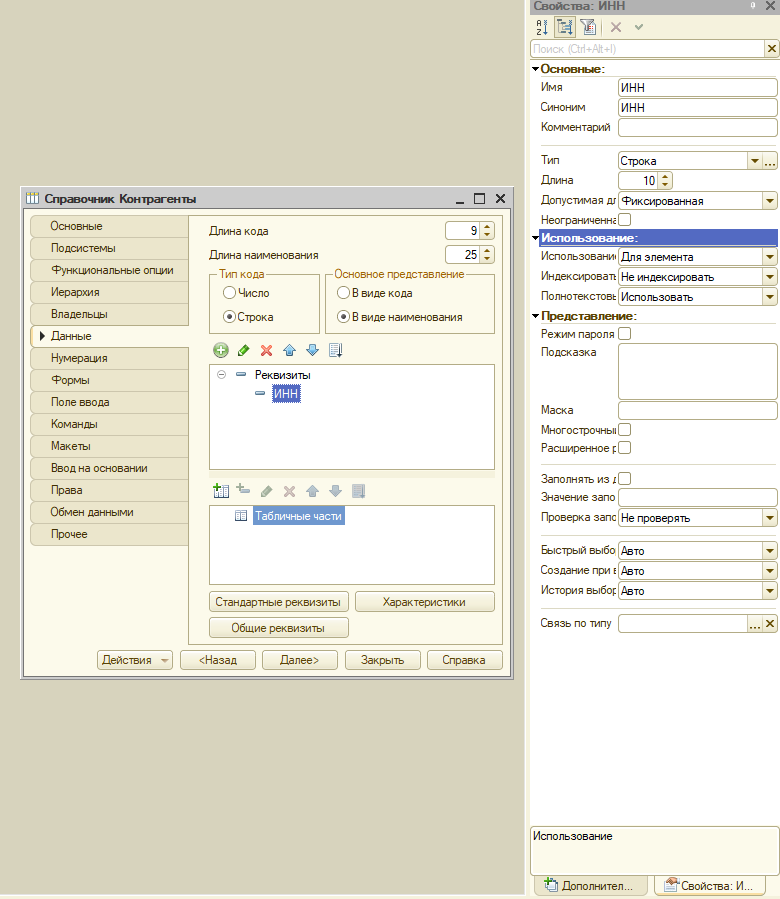 Свойства: ИНН
Поиск (Ctrl+Alt+I)
Основные:
Имя ИНН
Синоним ИНН
Комментарий
Тип Строка
Длина 10
Допустимая дл Фиксированная
Неограниченна
Использование:
Использование Для элемента
Индексировать Не индексировать
Полнотекстовы Использовать
Представление:
Режим пароля
Подсказка
Маска
Многострочны
Расширенное р
Заполнять из д
Значение запо
Проверка запо Не проверять
Быстрый выбо Авто
Создание при в Авто
История выбор Авто
Связь по типу
Использование
Дополнител...
Свойства: И...
Справочник Контрагенты
Основные
Подсистемы
Функциональные опции
Иерархия
Владельцы
Данные
Нумерация
Формы
Поле ввода
Команды
Макеты
Ввод на основании
Права
Обмен данными
Прочее
Длина кода 9
Длина наименования 25
Тип кода
Число
Строка
Основное представление
В виде кода
В виде наименования
Реквизиты
ИНН
Табличные части
Стандартные реквизиты
Характеристики
Общие реквизиты
Действия
<Назад
Далее>
Закрыть
Справка